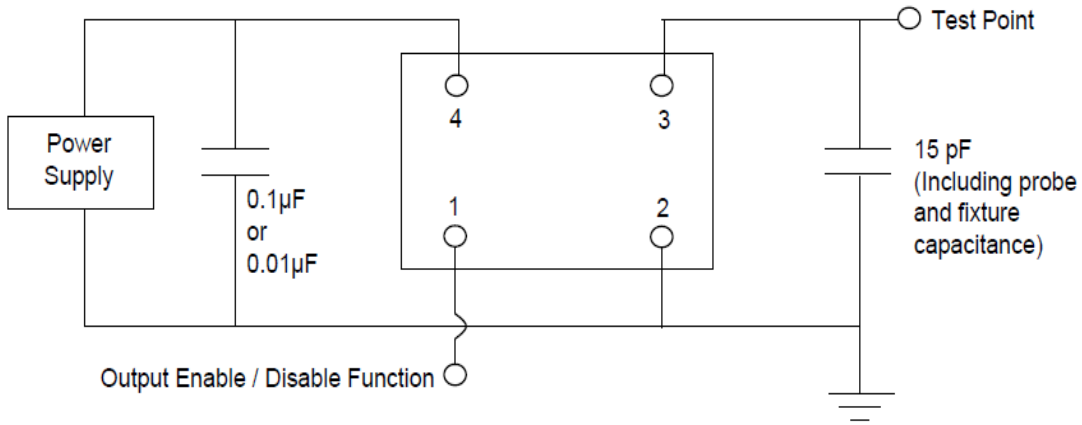 Test Point
4
3
Power
Supply
15 pF
(Including probe
and fixture
capacitance)
0.1µF
or
0.01µF
1
2
Output Enable / Disable Function